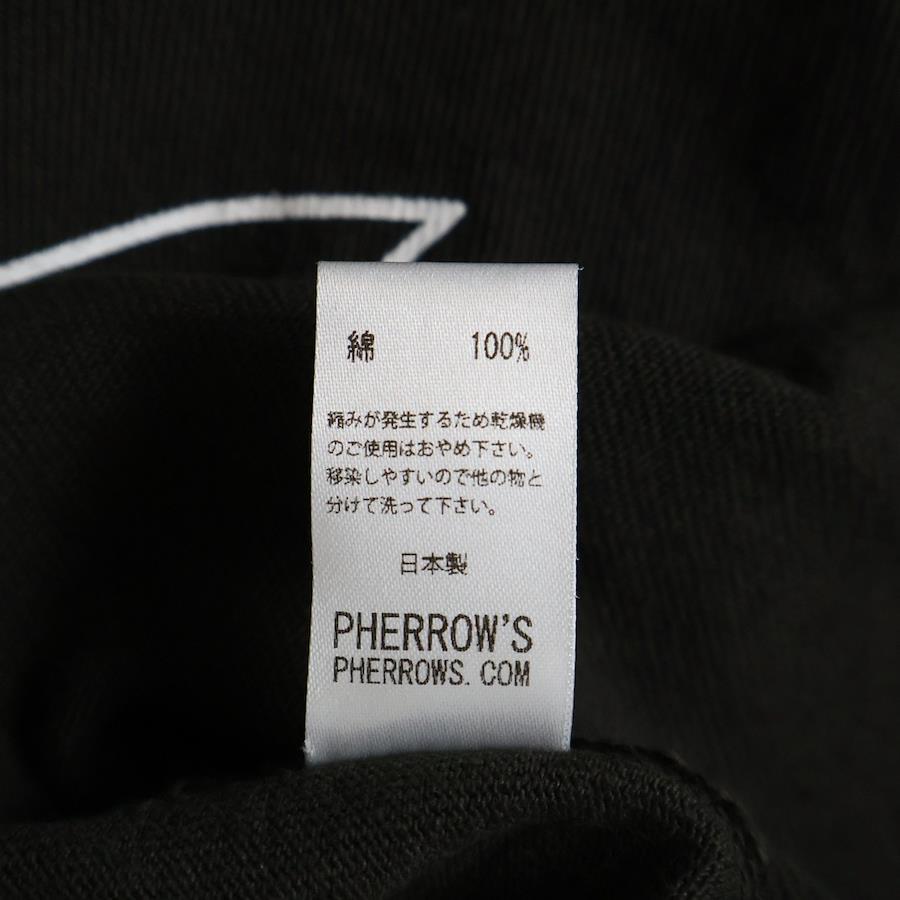 綿 100%
縮みが発生するため乾燥機
のご使用はおやめ下さい。
移染しやすいので他の物と
分けて洗って下さい。
日本製
PHERROW'S
PHERROWS.COM